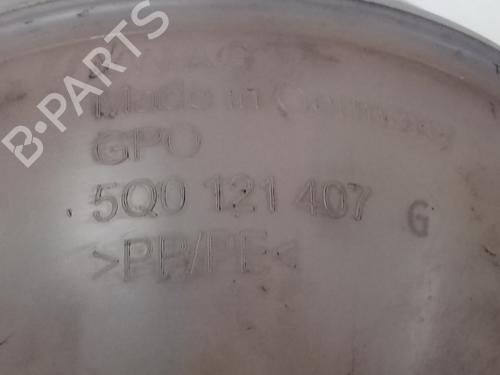 B-PARTS
Made in Germany
GPO
5Q0 121 407 G
>PP/PE<